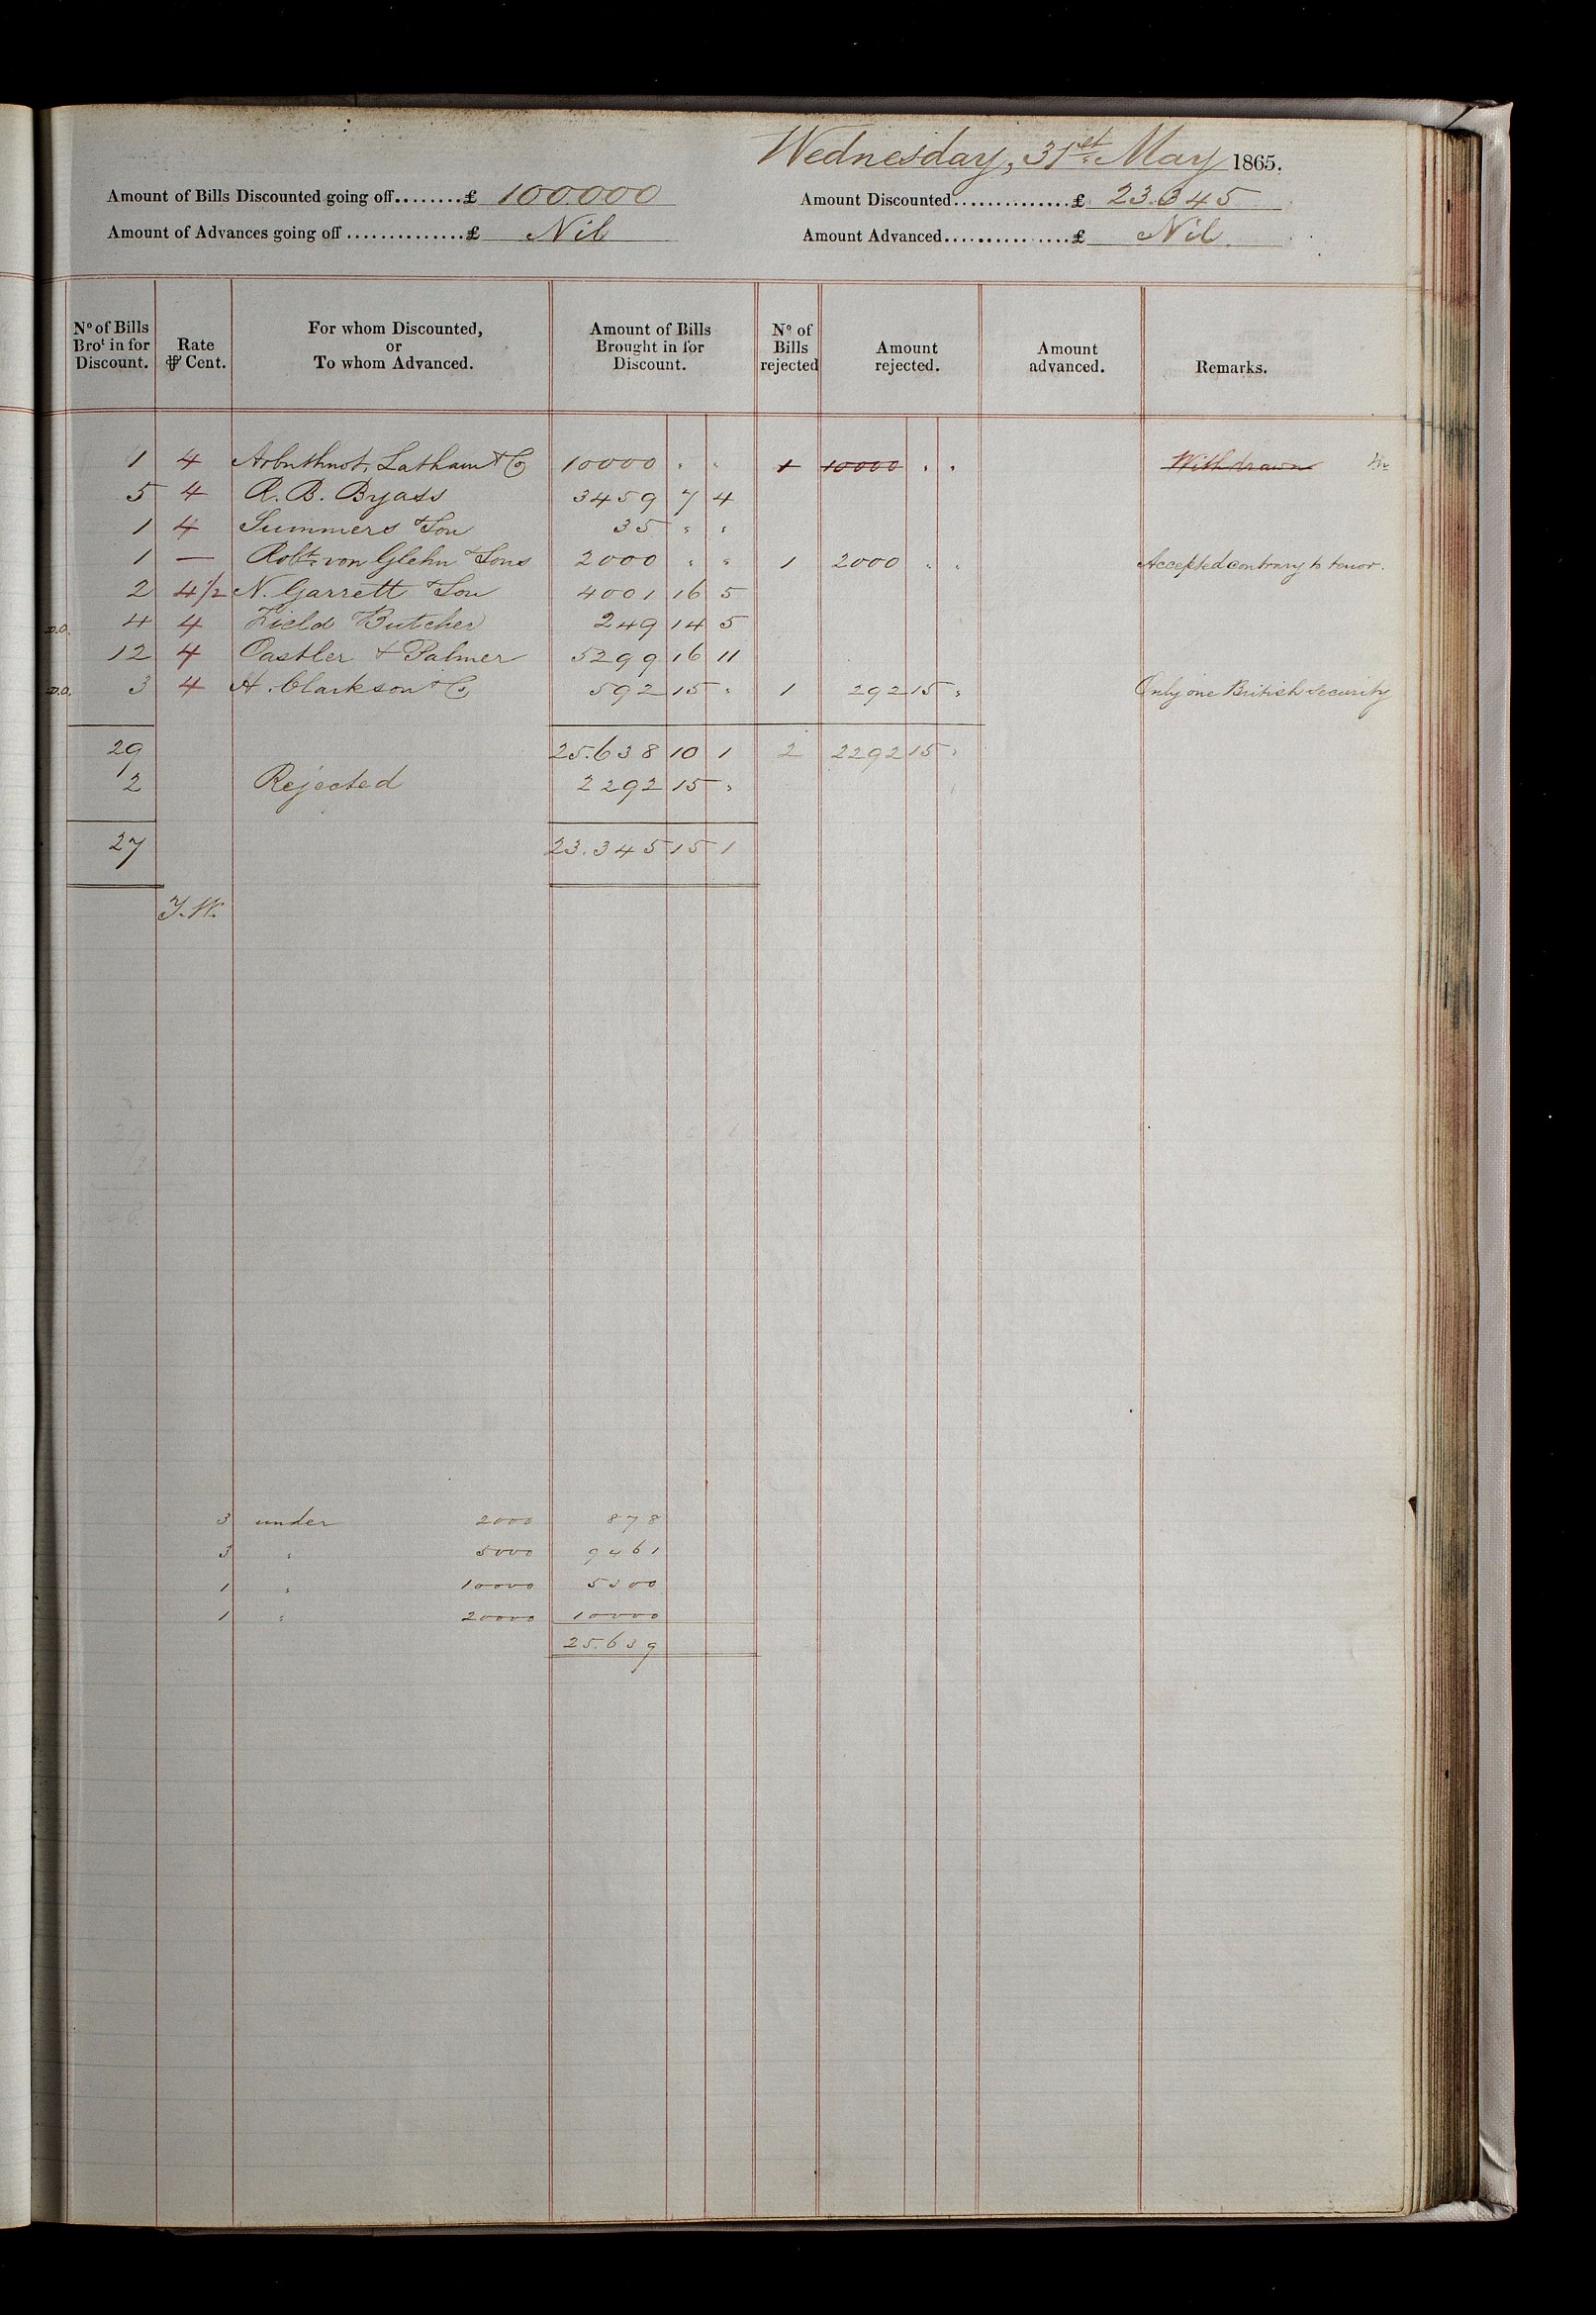 Wednesday, 31st May 1865.
Amount of Bills Discounted going off........£ 100.000 Amount Discounted..............£ 23.345
Amount of Advances going off..............£ Nil Amount Advanced................£ Nil
No of Bills Brot in for Discount. Rate ⅌ Cent. For whom Discounted, or To whom Advanced. Amount of Bills Brought in for Discount. No of Bills rejected Amount rejected. Amount advanced. Remarks.
1 4 Arbuthnot, Latham & Co 10000 " " 1 10000 " " Withdrawn
5 4 R. B. Byass 3459 7 4
1 4 Summers & Son 35 " "
1 — Robt von Glehn & Sons 2000 " " 1 2000 " " Accepted contrary to tenor.
2 4½ N. Garrett & Son 4001 16 5
D.O. 4 4 Field & Butcher 249 14 5
12 4 Oastler & Palmer 5299 16 11
D.O. 3 4 H. Clarkson & Co 592 15 " 1 292 15 " Only one British Security
29 25.638 10 1 2 2292 15 "
2 Rejected 2292 15 "
27 23.345 15 1
T.W.
3 under 2000 878
3 " 5000 9461
1 " 10000 5300
1 " 20000 10000
25.639